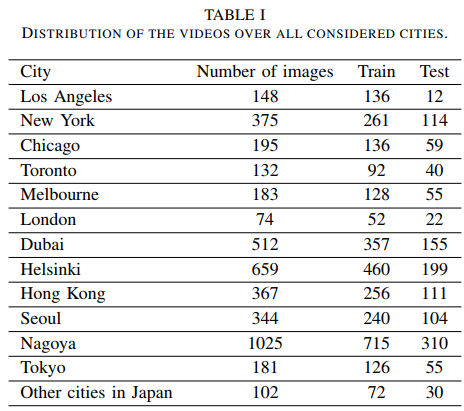 TABLE I
DISTRIBUTION OF THE VIDEOS OVER ALL CONSIDERED CITIES.
City Number of images Train Test
Los Angeles 148 136 12
New York 375 261 114
Chicago 195 136 59
Toronto 132 92 40
Melbourne 183 128 55
London 74 52 22
Dubai 512 357 155
Helsinki 659 460 199
Hong Kong 367 256 111
Seoul 344 240 104
Nagoya 1025 715 310
Tokyo 181 126 55
Other cities in Japan 102 72 30